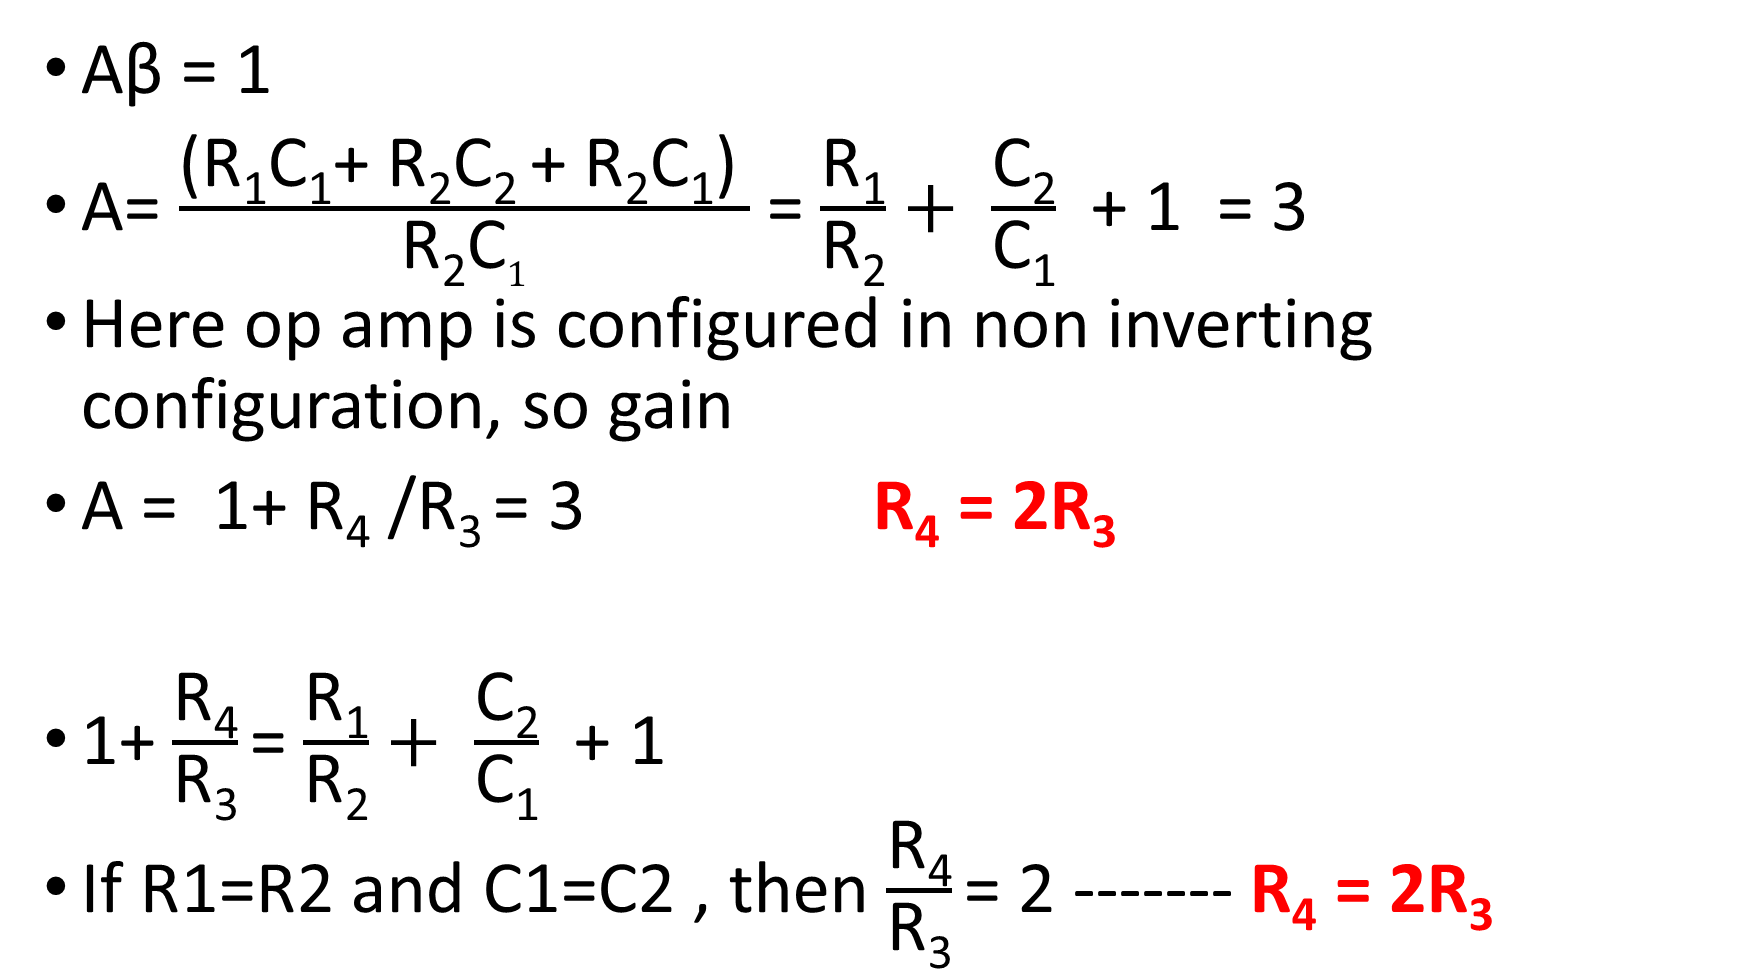 • Aβ = 1
• A= (R₁C₁+ R₂C₂ + R₂C₁) / R₂C₁ = R₁/R₂ + C₂/C₁ + 1 = 3
• Here op amp is configured in non inverting
configuration, so gain
• A = 1+ R₄ /R₃ = 3 R₄ = 2R₃
• 1+ R₄/R₃ = R₁/R₂ + C₂/C₁ + 1
• If R1=R2 and C1=C2 , then R₄/R₃ = 2 ------- R₄ = 2R₃